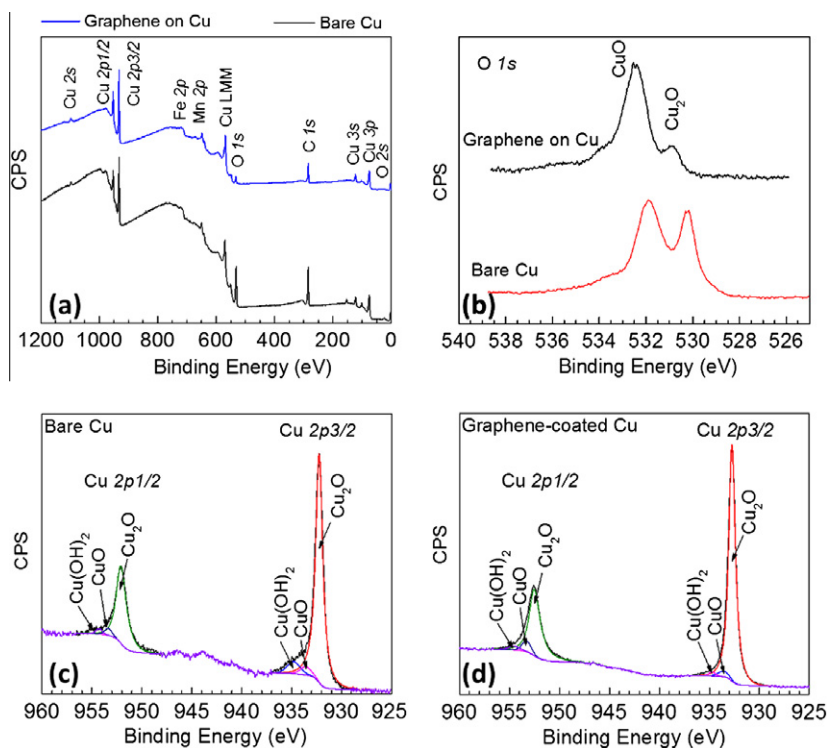 Graphene on Cu
Bare Cu
Cu 2s
Cu 2p1/2
Cu 2p3/2
Fe 2p
Mn 2p
Cu LMM
O 1s
C 1s
Cu 3s
Cu 3p
O 2s
CPS
(a)
1200 1000 800 600 400 200 0
Binding Energy (eV)
O 1s
CuO
Cu₂O
Graphene on Cu
Bare Cu
CPS
(b)
540 538 536 534 532 530 528 526
Binding Energy (eV)
Bare Cu
Cu 2p3/2
Cu 2p1/2
Cu(OH)₂
CuO
Cu₂O
Cu(OH)₂
CuO
Cu₂O
CPS
(c)
960 955 950 945 940 935 930 925
Binding Energy (eV)
Graphene-coated Cu
Cu 2p3/2
Cu 2p1/2
Cu(OH)₂
CuO
Cu₂O
Cu(OH)₂
CuO
Cu₂O
CPS
(d)
960 955 950 945 940 935 930 925
Binding Energy (eV)